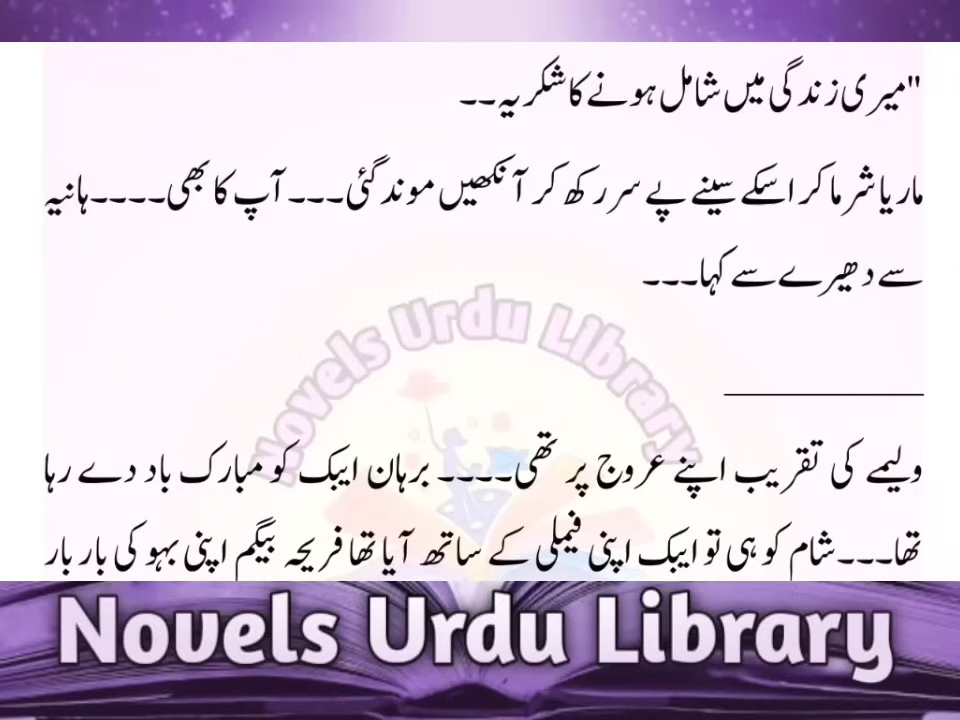 "میری زندگی میں شامل ہونے کا شکریہ۔۔
ماریا شرما کر اسکے سینے پے سر رکھ کر آنکھیں موند گئی۔۔۔ آپ کا بھی۔۔۔۔ہانیہ
سے دھیرے سے کہا۔۔۔
Novels Urdu Library
ولیمے کی تقریب اپنے عروج پر تھی۔۔۔۔ برہان ایبک کو مبارک باد دے رہا
تھا۔۔۔شام کو ہی تو ایبک اپنی فیملی کے ساتھ آیا تھا فریحہ بیگم اپنی بہو کی بار بار
Novels Urdu Library